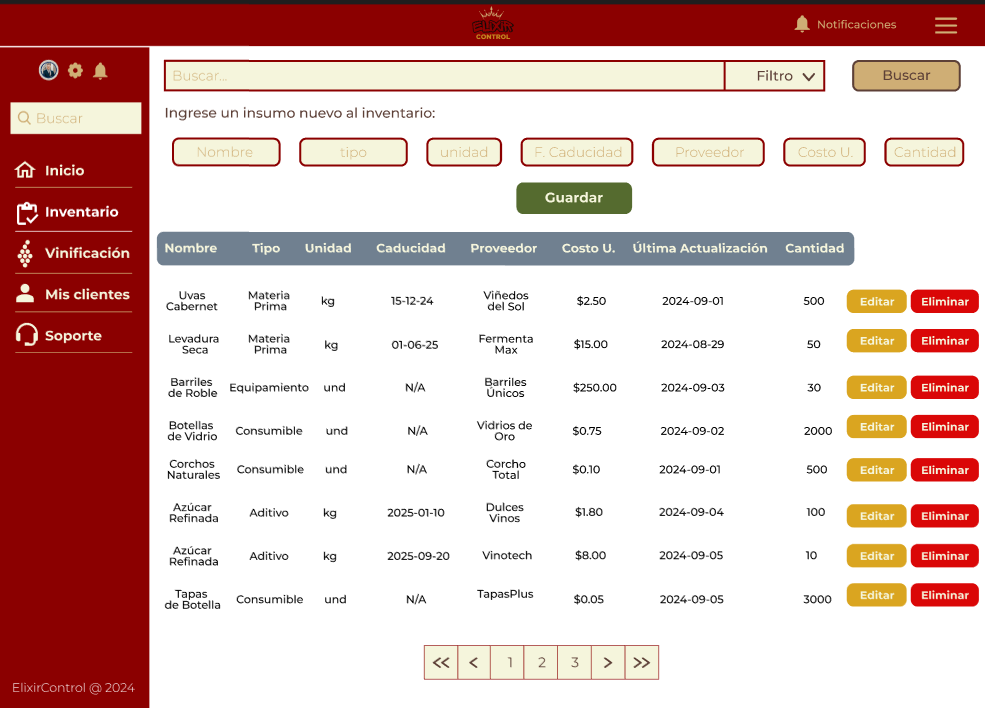 ELIXIR
CONTROL
Notificaciones
Buscar
Inicio
Inventario
Vinificación
Mis clientes
Soporte
ElixirControl @ 2024
Buscar... Filtro Buscar
Ingrese un insumo nuevo al inventario:
Nombre tipo unidad F. Caducidad Proveedor Costo U. Cantidad
Guardar
Nombre Tipo Unidad Caducidad Proveedor Costo U. Última Actualización Cantidad
Uvas Materia Viñedos
Cabernet Prima kg 15-12-24 del Sol $2.50 2024-09-01 500 Editar Eliminar
Levadura Materia Fermenta
Seca Prima kg 01-06-25 Max $15.00 2024-08-29 50 Editar Eliminar
Barriles Barriles
de Roble Equipamiento und N/A Únicos $250.00 2024-09-03 30 Editar Eliminar
Botellas Vidrios de
de Vidrio Consumible und N/A Oro $0.75 2024-09-02 2000 Editar Eliminar
Corchos Corcho
Naturales Consumible und N/A Total $0.10 2024-09-01 500 Editar Eliminar
Azúcar Dulces
Refinada Aditivo kg 2025-01-10 Vinos $1.80 2024-09-04 100 Editar Eliminar
Azúcar
Refinada Aditivo kg 2025-09-20 Vinotech $8.00 2024-09-05 10 Editar Eliminar
Tapas TapasPlus
de Botella Consumible und N/A $0.05 2024-09-05 3000 Editar Eliminar
<< < 1 2 3 > >>